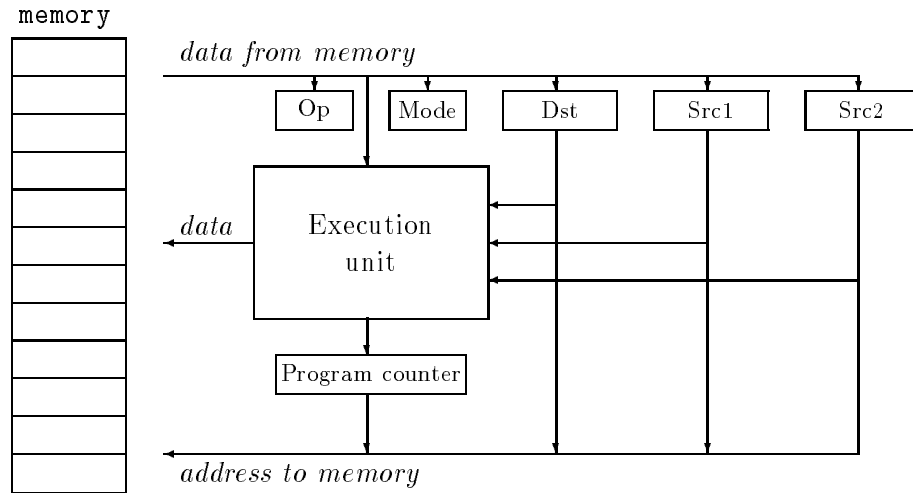 memory
data from memory
Op
Mode
Dst
Src1
Src2
data
Execution
unit
Program counter
address to memory